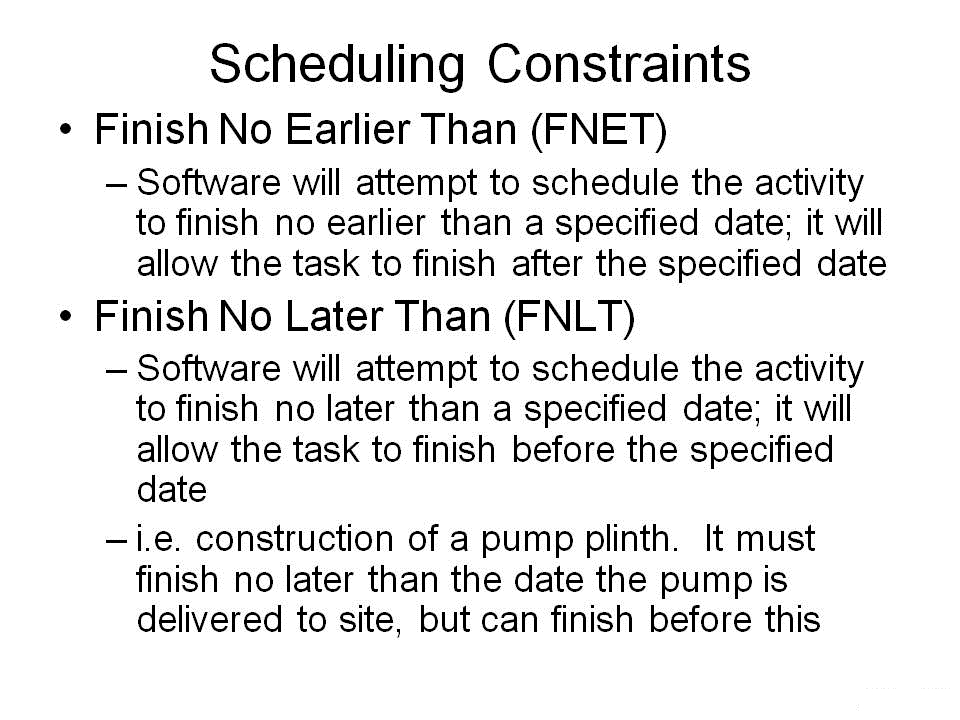 Scheduling Constraints
• Finish No Earlier Than (FNET)
– Software will attempt to schedule the activity
to finish no earlier than a specified date; it will
allow the task to finish after the specified date
• Finish No Later Than (FNLT)
– Software will attempt to schedule the activity
to finish no later than a specified date; it will
allow the task to finish before the specified
date
– i.e. construction of a pump plinth.  It must
finish no later than the date the pump is
delivered to site, but can finish before this